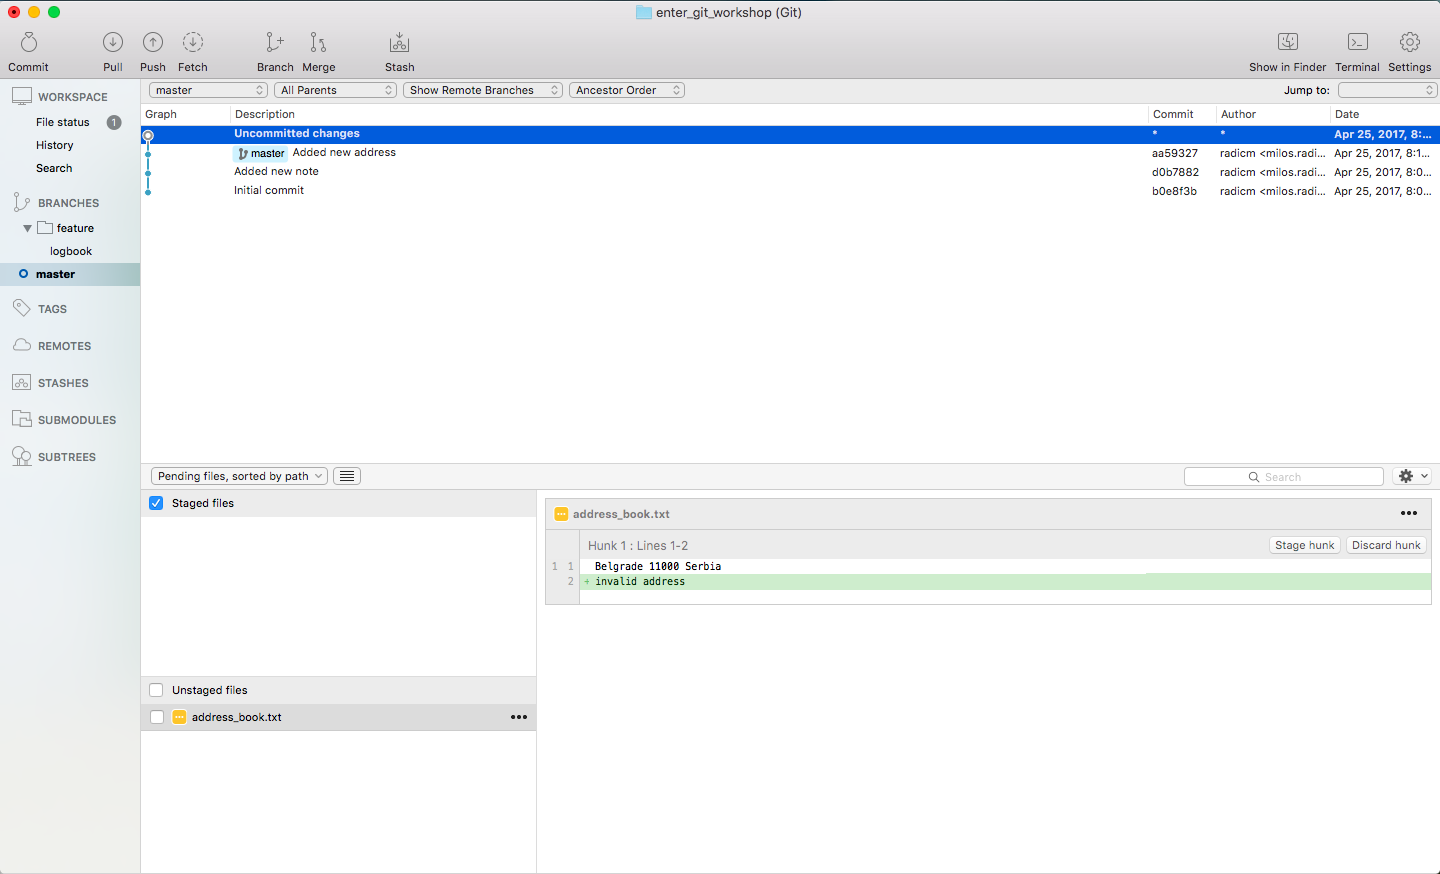 enter_git_workshop (Git)
Commit Pull Push Fetch Branch Merge Stash Show in Finder Terminal Settings
WORKSPACE
File status 1
History
Search
BRANCHES
feature
logbook
master
TAGS
REMOTES
STASHES
SUBMODULES
SUBTREES
master All Parents Show Remote Branches Ancestor Order Jump to:
Graph Description Commit Author Date
Uncommitted changes * * Apr 25, 2017, 8:...
master Added new address aa59327 radicm <milos.radi... Apr 25, 2017, 8:1...
Added new note d0b7882 radicm <milos.radi... Apr 25, 2017, 8:0...
Initial commit b0e8f3b radicm <milos.radi... Apr 25, 2017, 8:0...
Pending files, sorted by path Search
Staged files
Unstaged files
address_book.txt
address_book.txt
Hunk 1 : Lines 1-2 Stage hunk Discard hunk
1 1 Belgrade 11000 Serbia
2 + invalid address